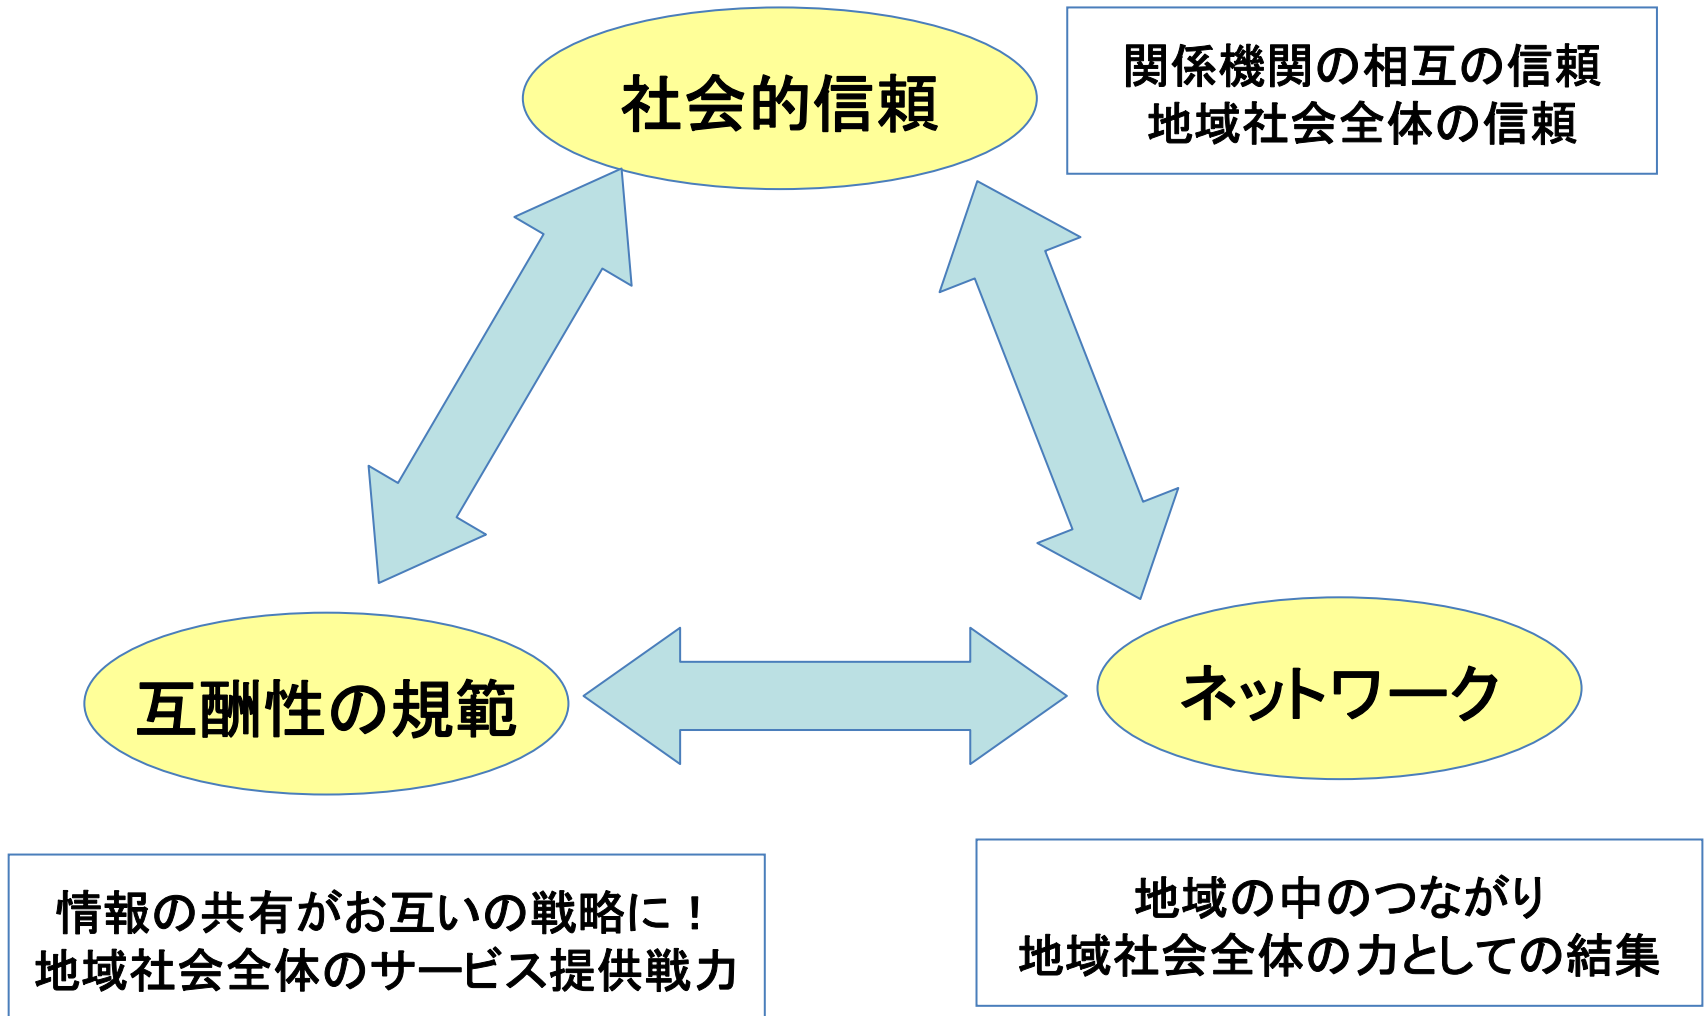 社会的信頼
関係機関の相互の信頼
地域社会全体の信頼
互酬性の規範
ネットワーク
情報の共有がお互いの戦略に！
地域社会全体のサービス提供戦力
地域の中のつながり
地域社会全体の力としての結集